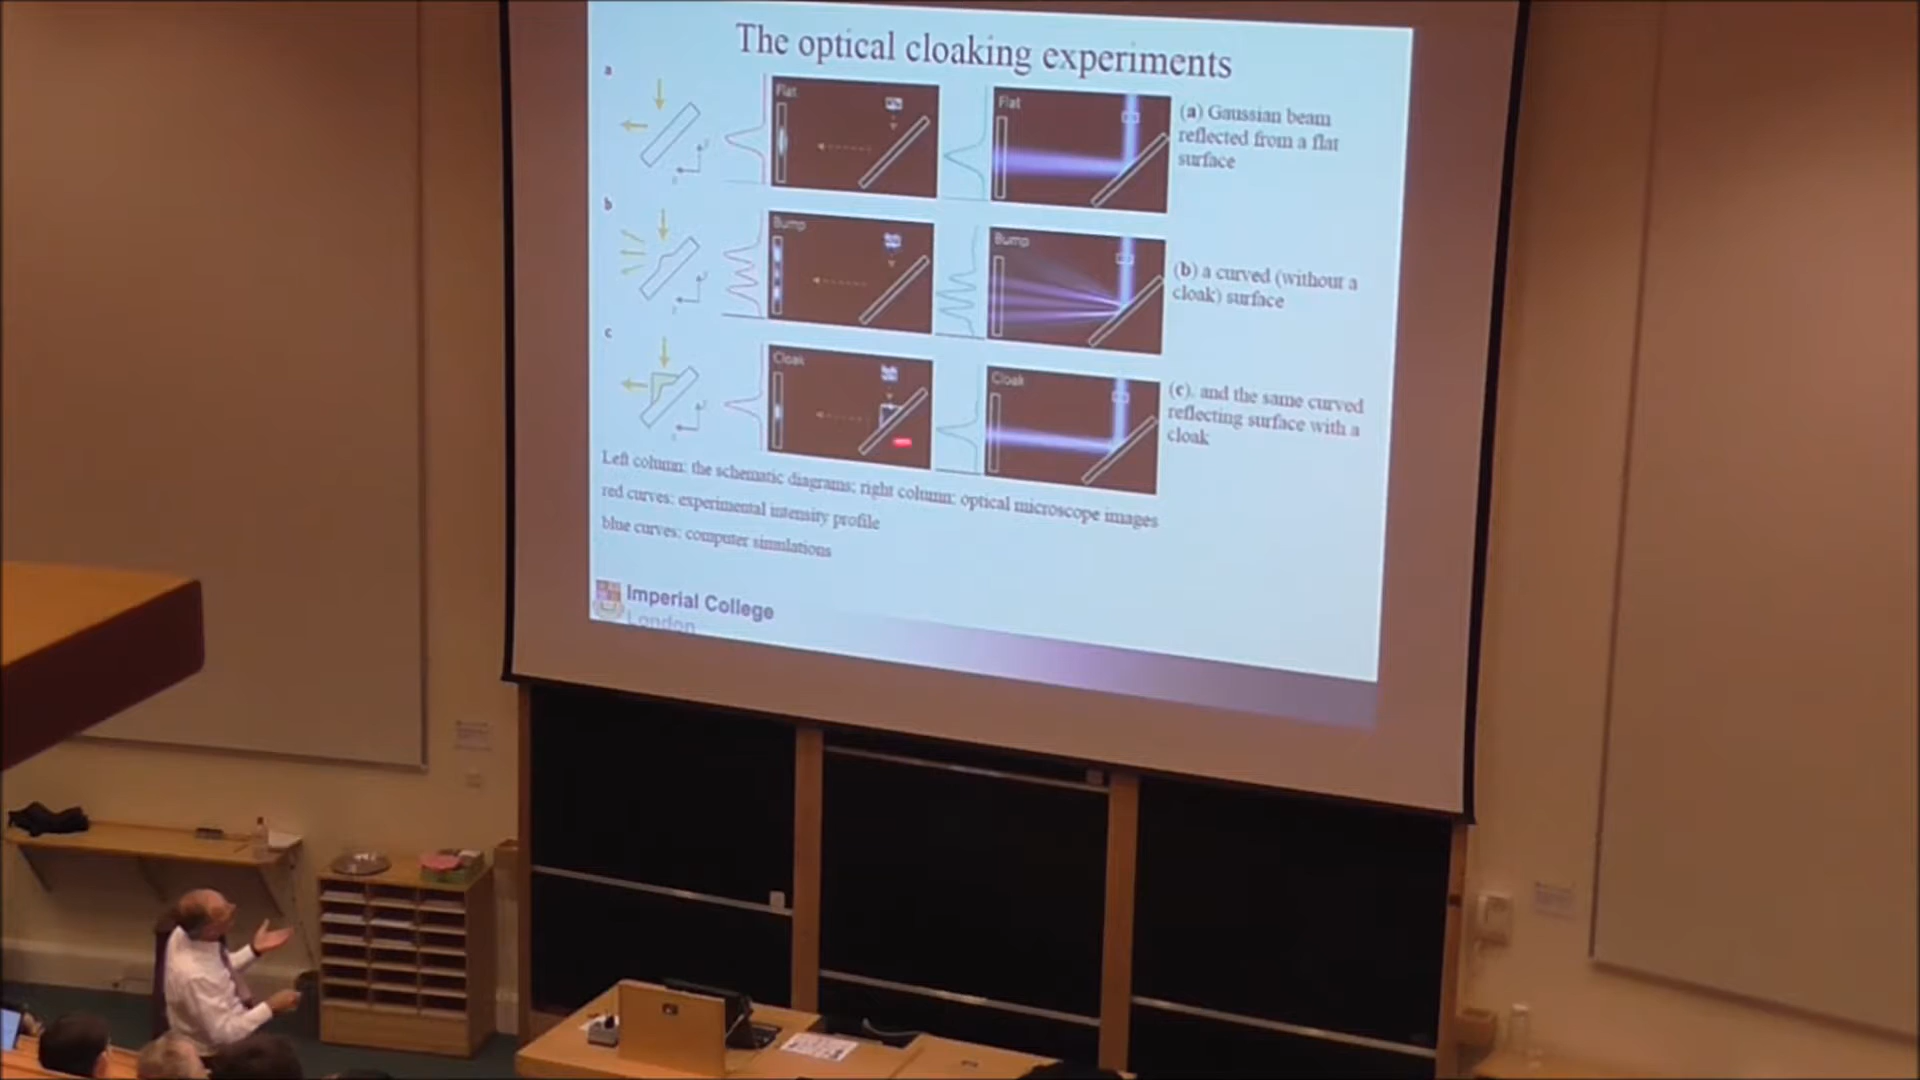 The optical cloaking experiments
a
Flat
Flat
(a) Gaussian beam
reflected from a flat
surface
b
Bump
Bump
(b) a curved (without a
cloak) surface
c
Cloak
Cloak
(c), and the same curved
reflecting surface with a
cloak
Left column: the schematic diagrams; right column: optical microscope images
red curves: experimental intensity profile
blue curves: computer simulations
Imperial College
London